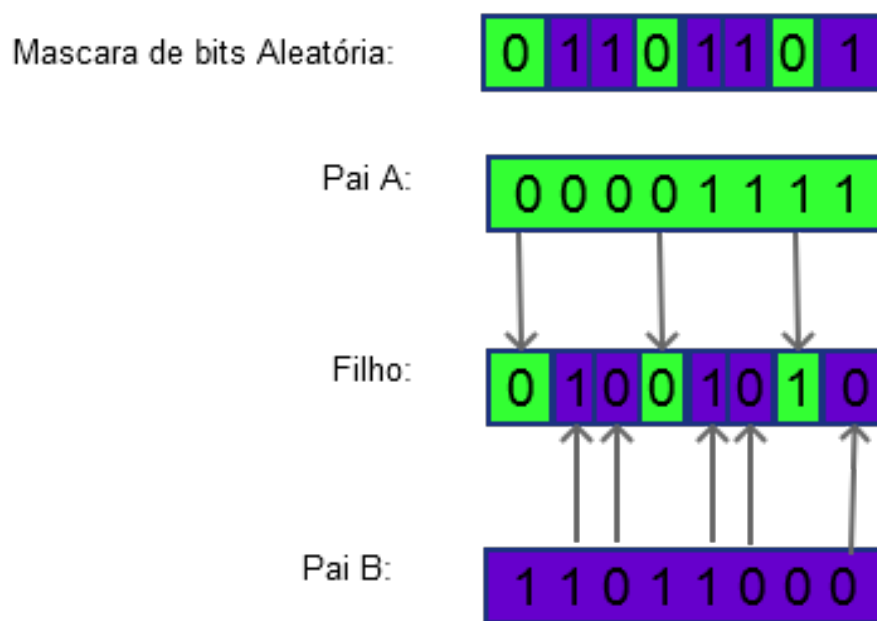 Mascara de bits Aleatória: 0 1 1 0 1 1 0 1
Pai A: 0 0 0 0 1 1 1 1
Filho: 0 1 0 0 1 0 1 0
Pai B: 1 1 0 1 1 0 0 0